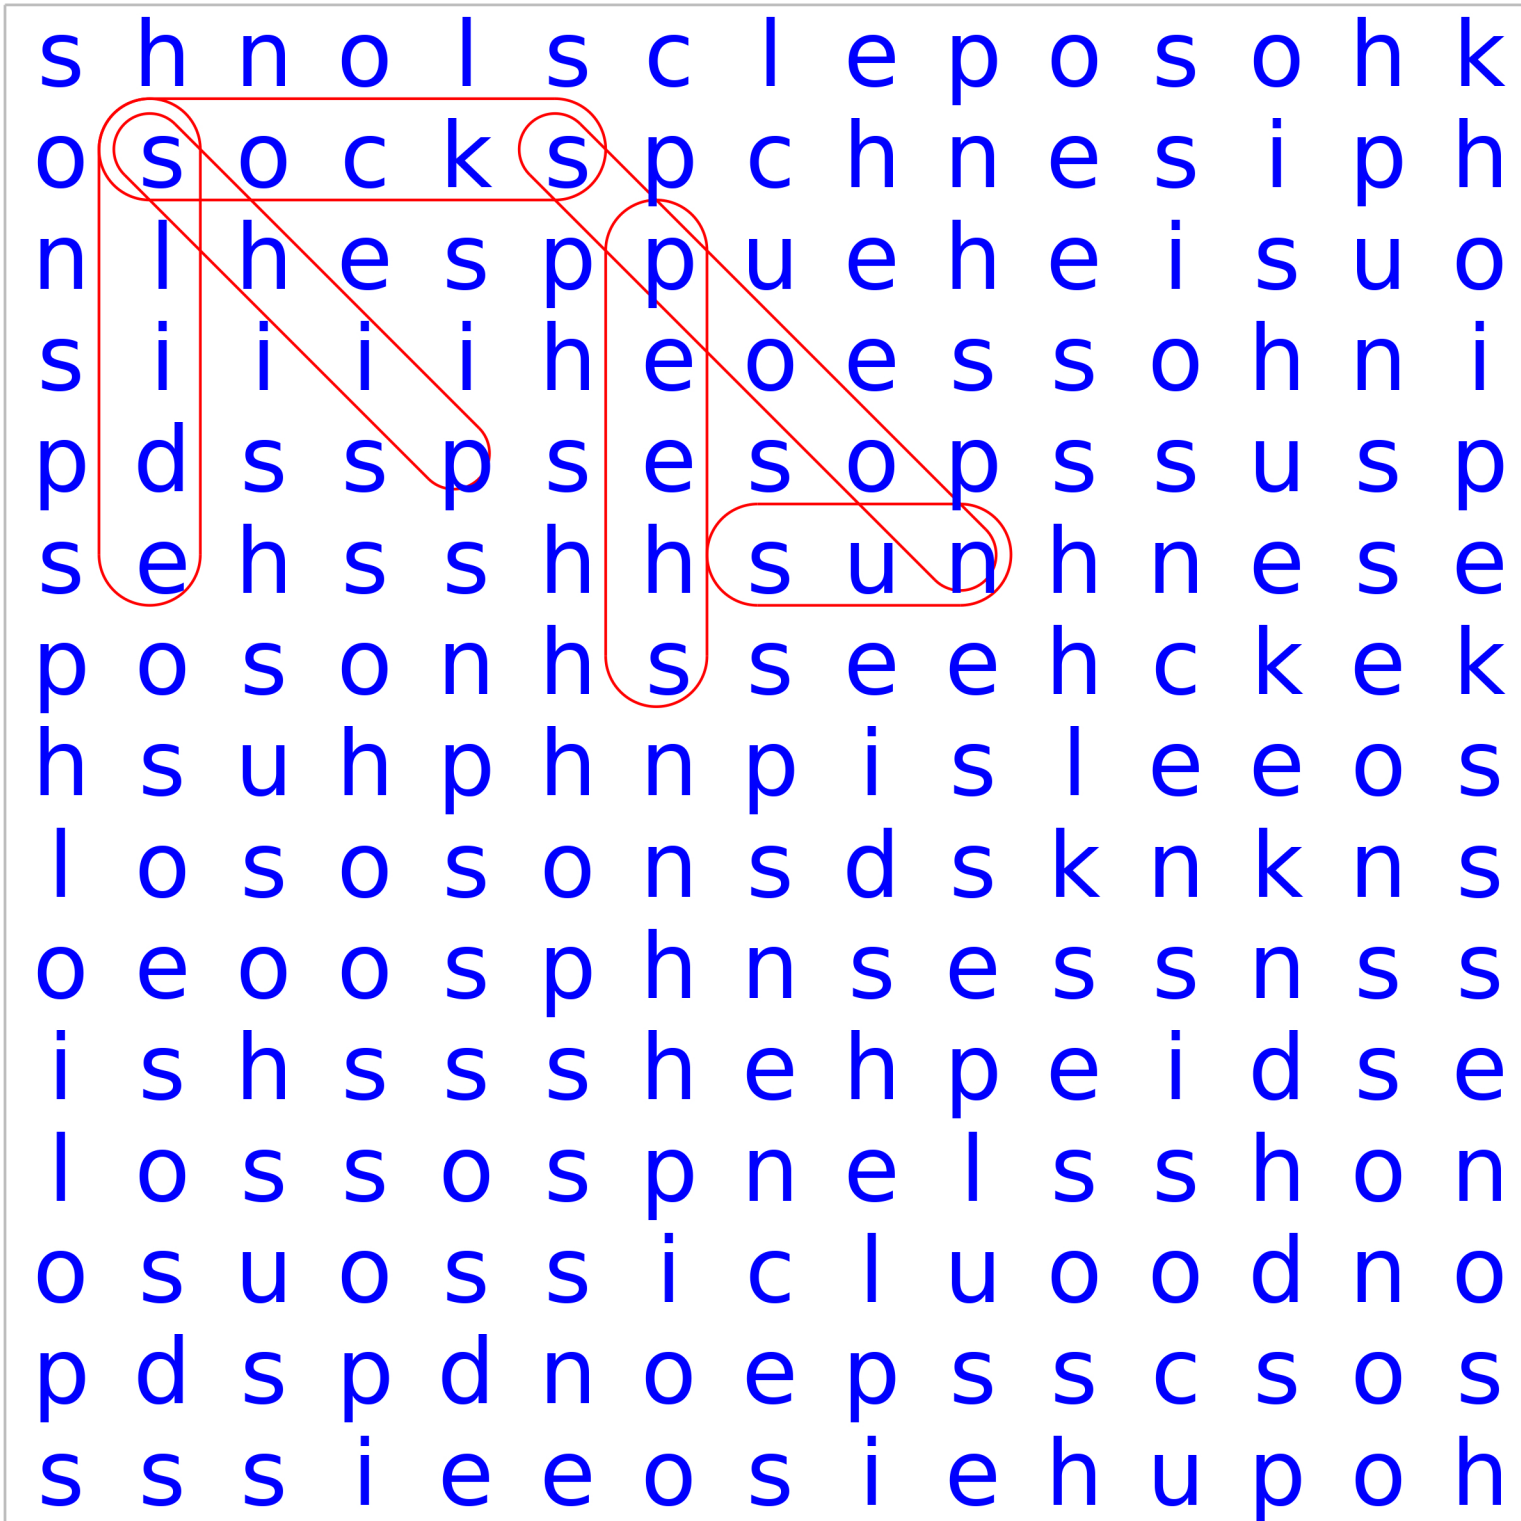 s h n o l s c l e p o s o h k
o s o c k s p c h n e s i p h
n l h e s p p u e h e i s u o
s i i i i h e o e s s o h n i
p d s s p s e s o p s s u s p
s e h s s h h s u n h n e s e
p o s o n h s s e e h c k e k
h s u h p h n p i s l e e o s
l o s o s o n s d s k n k n s
o e o o s p h n s e s s n s s
i s h s s s h e h p e i d s e
l o s s o s p n e l s s h o n
o s u o s s i c l u o o d n o
p d s p d n o e p s s c s o s
s s s i e e o s i e h u p o h